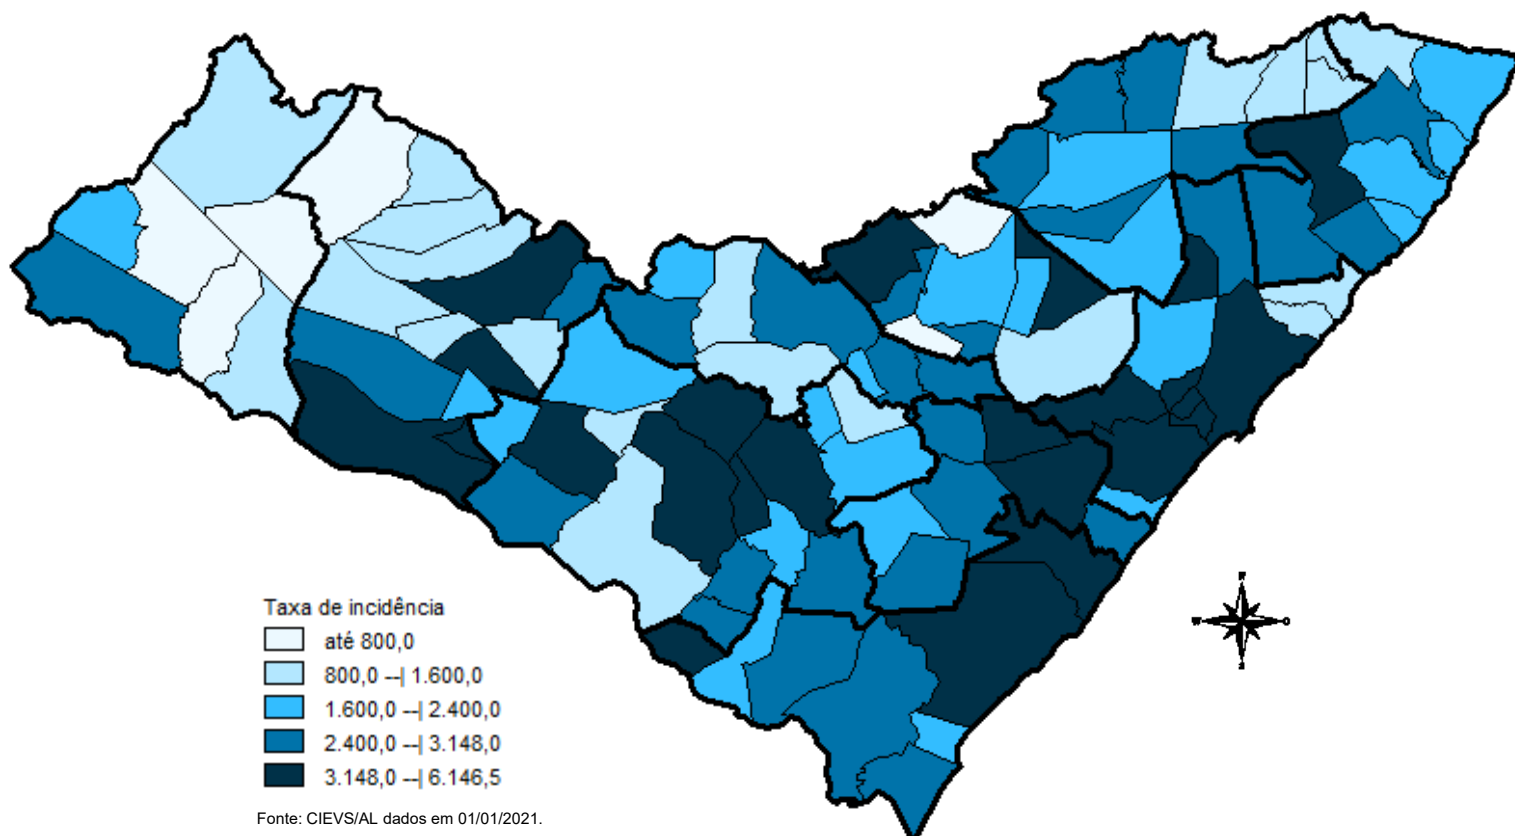 Taxa de incidência
até 800,0
800,0 --| 1.600,0
1.600,0 --| 2.400,0
2.400,0 --| 3.148,0
3.148,0 --| 6.146,5
Fonte: CIEVS/AL dados em 01/01/2021.